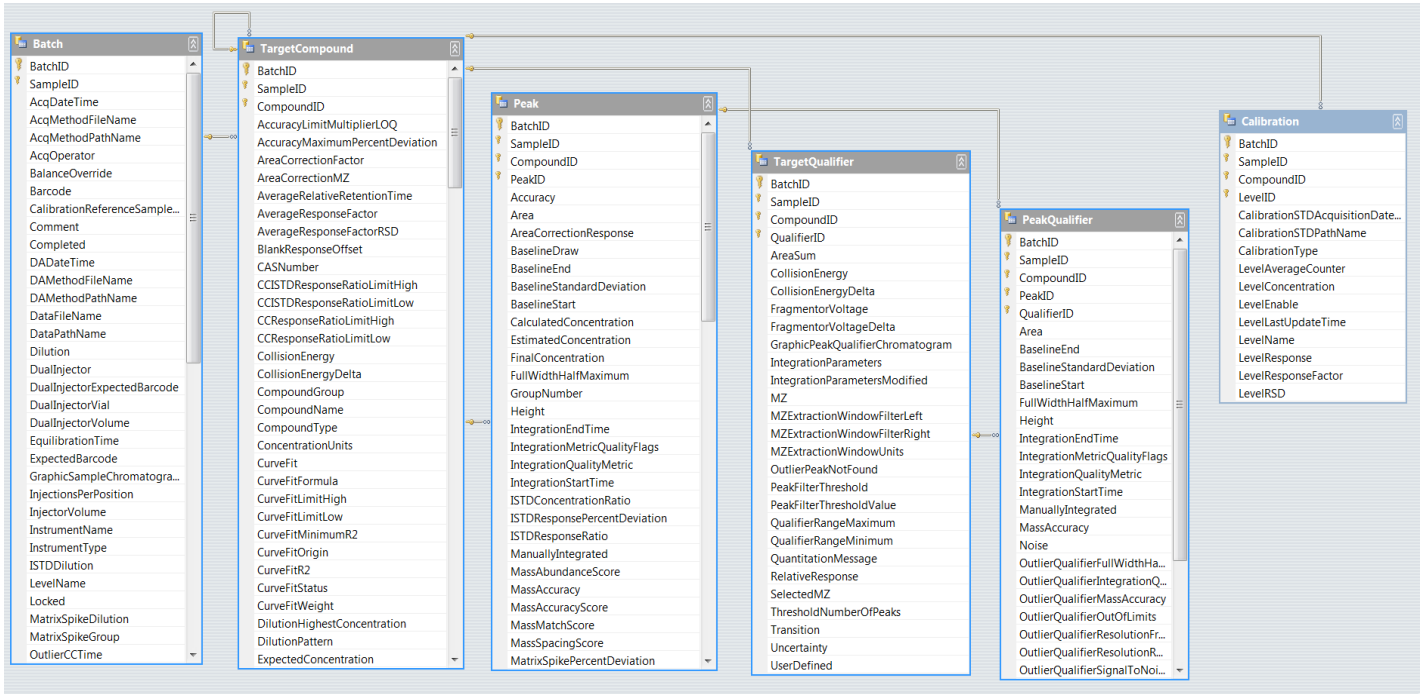 Batch
BatchID
SampleID
AcqDateTime
AcqMethodFileName
AcqMethodPathName
AcqOperator
BalanceOverride
Barcode
CalibrationReferenceSample...
Comment
Completed
DADateTime
DAMethodFileName
DAMethodPathName
DataFileName
DataPathName
Dilution
DualInjector
DualInjectorExpectedBarcode
DualInjectorVial
DualInjectorVolume
EquilibrationTime
ExpectedBarcode
GraphicSampleChromatogra...
InjectionsPerPosition
InjectorVolume
InstrumentName
InstrumentType
ISTDDilution
LevelName
Locked
MatrixSpikeDilution
MatrixSpikeGroup
OutlierCCTime
TargetCompound
BatchID
SampleID
CompoundID
AccuracyLimitMultiplierLOQ
AccuracyMaximumPercentDeviation
AreaCorrectionFactor
AreaCorrectionMZ
AverageRelativeRetentionTime
AverageResponseFactor
AverageResponseFactorRSD
BlankResponseOffset
CASNumber
CCISTDResponseRatioLimitHigh
CCISTDResponseRatioLimitLow
CCResponseRatioLimitHigh
CCResponseRatioLimitLow
CollisionEnergy
CollisionEnergyDelta
CompoundGroup
CompoundName
CompoundType
ConcentrationUnits
CurveFit
CurveFitFormula
CurveFitLimitHigh
CurveFitLimitLow
CurveFitMinimumR2
CurveFitOrigin
CurveFitR2
CurveFitStatus
CurveFitWeight
DilutionHighestConcentration
DilutionPattern
ExpectedConcentration
Peak
BatchID
SampleID
CompoundID
PeakID
Accuracy
Area
AreaCorrectionResponse
BaselineDraw
BaselineEnd
BaselineStandardDeviation
BaselineStart
CalculatedConcentration
EstimatedConcentration
FinalConcentration
FullWidthHalfMaximum
GroupNumber
Height
IntegrationEndTime
IntegrationMetricQualityFlags
IntegrationQualityMetric
IntegrationStartTime
ISTDConcentrationRatio
ISTDResponsePercentDeviation
ISTDResponseRatio
ManuallyIntegrated
MassAbundanceScore
MassAccuracy
MassAccuracyScore
MassMatchScore
MassSpacingScore
MatrixSpikePercentDeviation
TargetQualifier
BatchID
SampleID
CompoundID
QualifierID
AreaSum
CollisionEnergy
CollisionEnergyDelta
FragmentorVoltage
FragmentorVoltageDelta
GraphicPeakQualifierChromatogram
IntegrationParameters
IntegrationParametersModified
MZ
MZExtractionWindowFilterLeft
MZExtractionWindowFilterRight
MZExtractionWindowUnits
OutlierPeakNotFound
PeakFilterThreshold
PeakFilterThresholdValue
QualifierRangeMaximum
QualifierRangeMinimum
QuantitationMessage
RelativeResponse
SelectedMZ
ThresholdNumberOfPeaks
Transition
Uncertainty
UserDefined
PeakQualifier
BatchID
SampleID
CompoundID
PeakID
QualifierID
Area
BaselineEnd
BaselineStandardDeviation
BaselineStart
FullWidthHalfMaximum
Height
IntegrationEndTime
IntegrationMetricQualityFlags
IntegrationQualityMetric
IntegrationStartTime
ManuallyIntegrated
MassAccuracy
Noise
OutlierQualifierFullWidthHa...
OutlierQualifierIntegrationQ...
OutlierQualifierMassAccuracy
OutlierQualifierOutOfLimits
OutlierQualifierResolutionFr...
OutlierQualifierResolutionR...
OutlierQualifierSignalToNoi...
Calibration
BatchID
SampleID
CompoundID
LevelID
CalibrationSTDAcquisitionDate...
CalibrationSTDPathName
CalibrationType
LevelAverageCounter
LevelConcentration
LevelEnable
LevelLastUpdateTime
LevelName
LevelResponse
LevelResponseFactor
LevelRSD